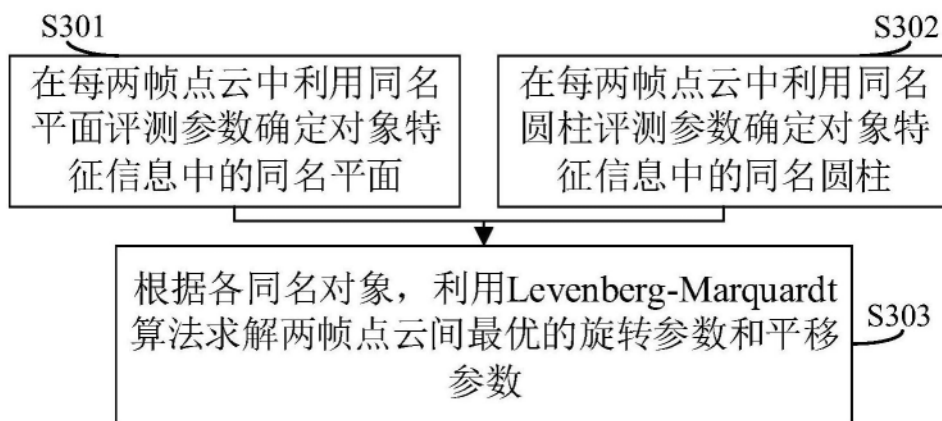 S301
S302
在每两帧点云中利用同名
平面评测参数确定对象特
征信息中的同名平面
在每两帧点云中利用同名
圆柱评测参数确定对象特
征信息中的同名圆柱
根据各同名对象，利用Levenberg-Marquardt
算法求解两帧点云间最优的旋转参数和平移
参数
S303